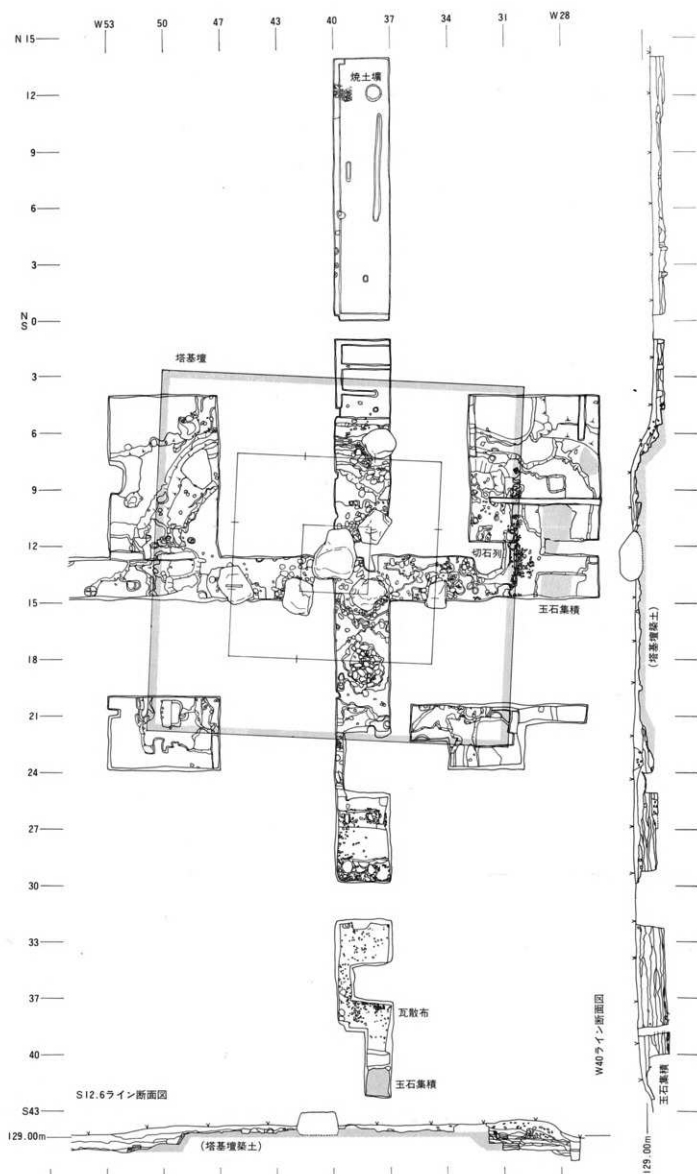 W53 50 47 43 40 37 34 31 W28
N15
焼土壙
12
9
6
3
N
S 0
塔基壇
3
6
9
12
切石列
15
玉石集積
(塔基壇築土)
18
21
24
27
30
33
37
瓦散布
W40ライン断面図
40
玉石集積
玉石集積
S12.6ライン断面図
S43
129.00m
(塔基壇築土)
129.00m